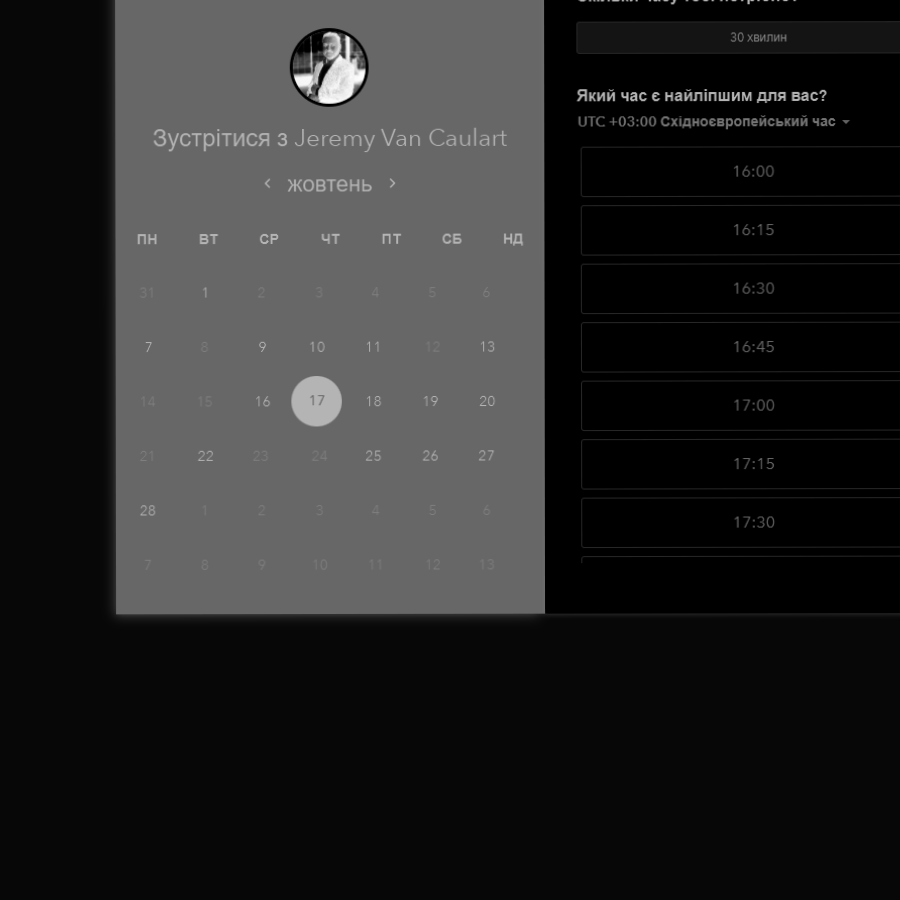 30 хвилин
Який час є найліпшим для вас?
UTC +03:00 Східноєвропейський час
Зустрітися з Jeremy Van Caulart
жовтень
ПН ВТ СР ЧТ ПТ СБ НД
31 1 2 3 4 5 6
7 8 9 10 11 12 13
14 15 16 17 18 19 20
21 22 23 24 25 26 27
28 1 2 3 4 5 6
7 8 9 10 11 12 13
16:00
16:15
16:30
16:45
17:00
17:15
17:30